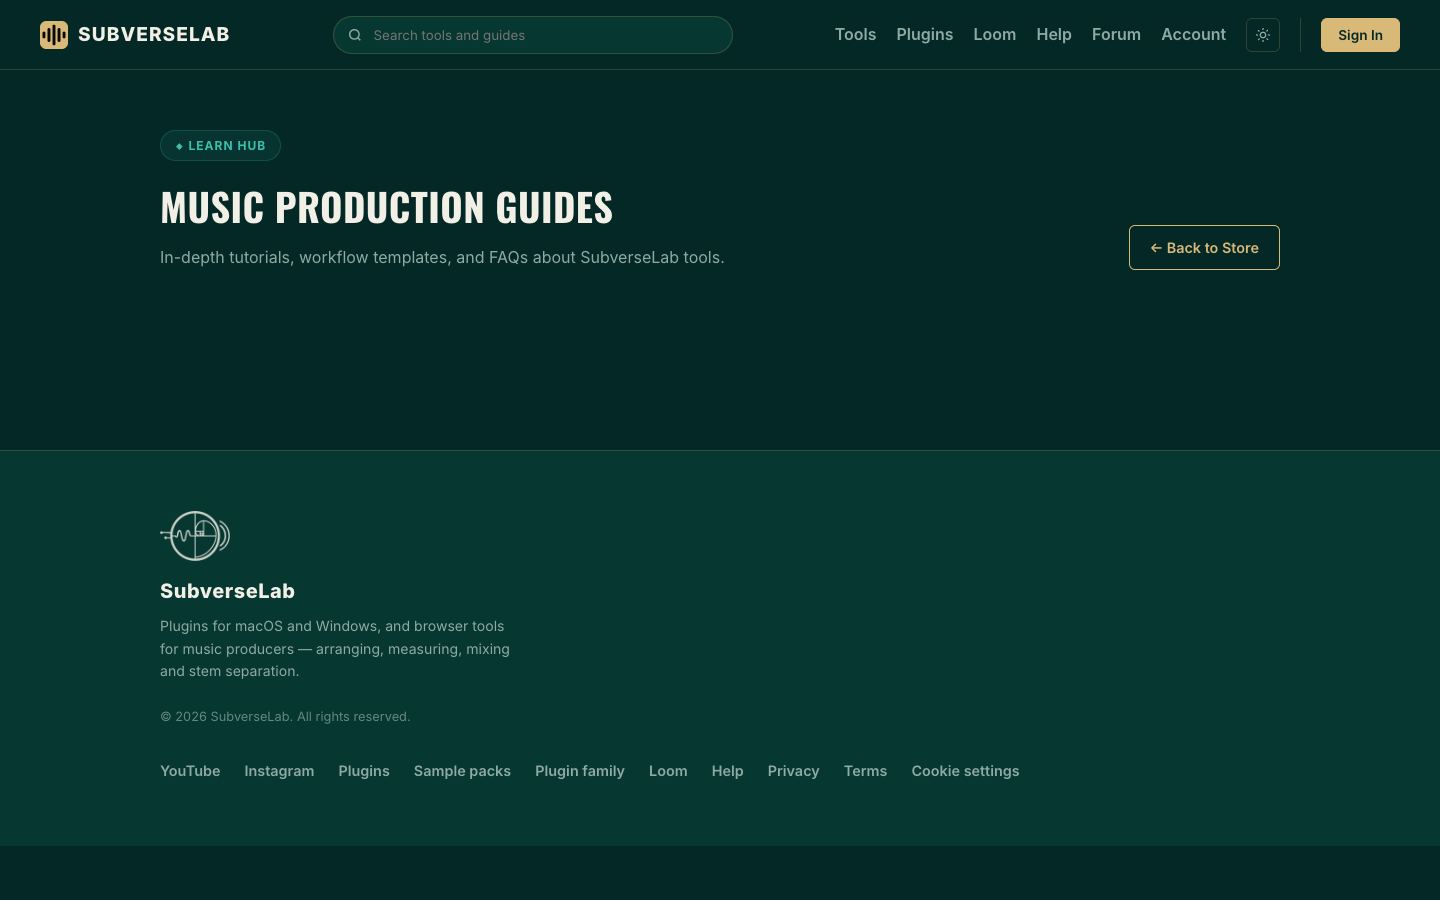 SUBVERSELAB
Search tools and guides
Tools
Plugins
Loom
Help
Forum
Account
Sign In
◆ LEARN HUB
MUSIC PRODUCTION GUIDES
In-depth tutorials, workflow templates, and FAQs about SubverseLab tools.
← Back to Store
SubverseLab
Plugins for macOS and Windows, and browser tools
for music producers — arranging, measuring, mixing
and stem separation.
© 2026 SubverseLab. All rights reserved.
YouTube
Instagram
Plugins
Sample packs
Plugin family
Loom
Help
Privacy
Terms
Cookie settings